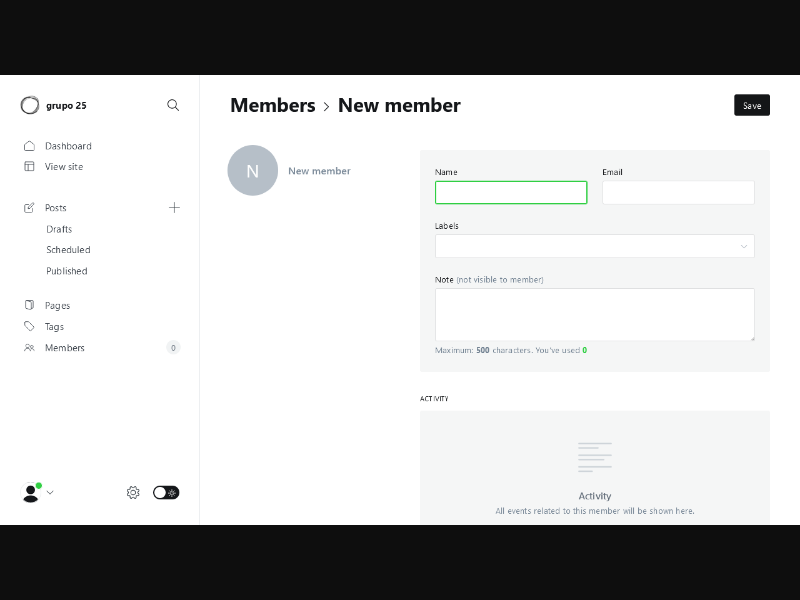 grupo 25
Dashboard
View site
Posts
Drafts
Scheduled
Published
Pages
Tags
Members 0
Members > New member
Save
N New member
Name Email
Labels
Note (not visible to member)
Maximum: 500 characters. You've used 0
ACTIVITY
Activity
All events related to this member will be shown here.